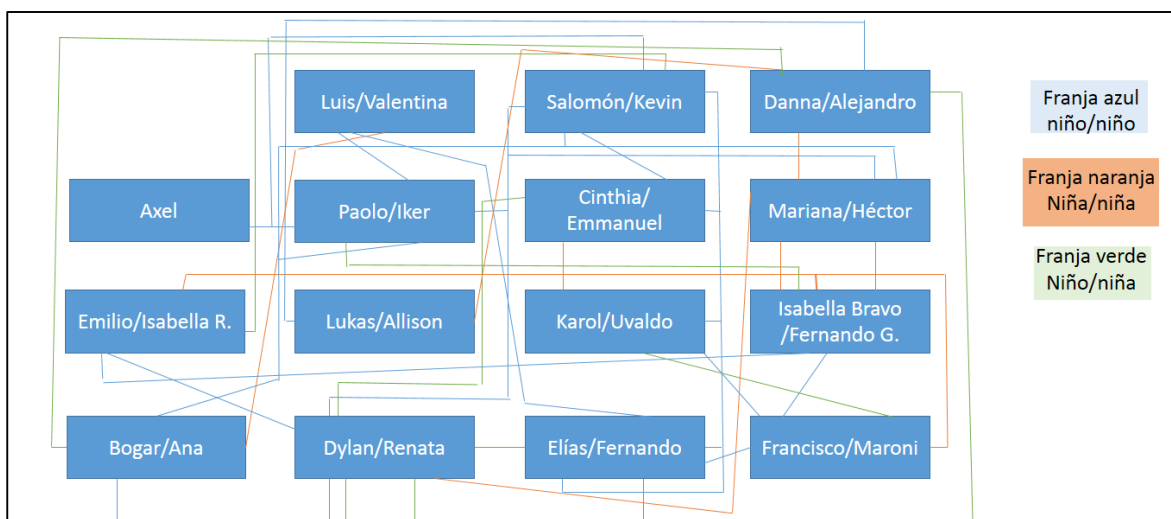 Luis/Valentina
Salomón/Kevin
Danna/Alejandro
Franja azul
niño/niño
Axel
Paolo/Iker
Cinthia/
Emmanuel
Mariana/Héctor
Franja naranja
Niña/niña
Franja verde
Niño/niña
Emilio/Isabella R.
Lukas/Allison
Karol/Uvaldo
Isabella Bravo
/Fernando G.
Bogar/Ana
Dylan/Renata
Elías/Fernando
Francisco/Maroni